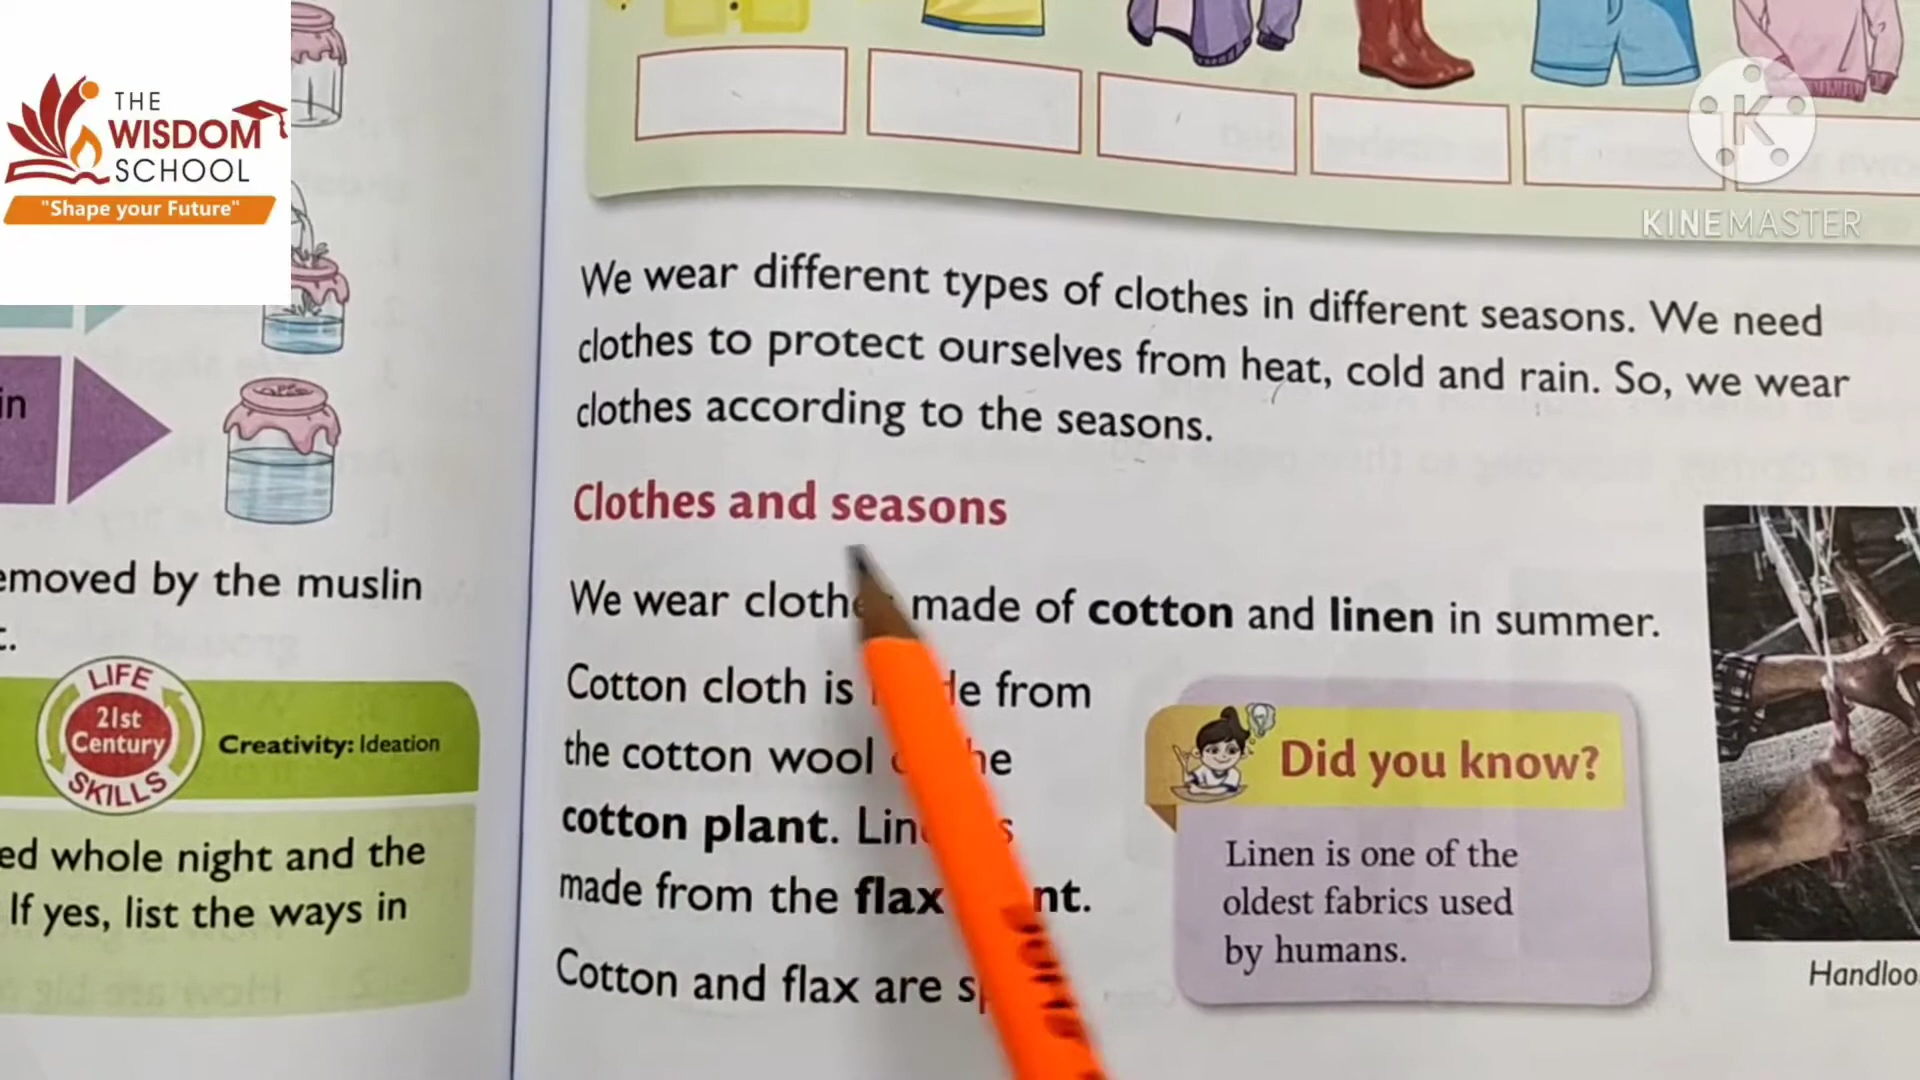 THE
WISDOM
SCHOOL
"Shape your Future"
in
emoved by the muslin
t.
LIFE
21st
Century
SKILLS
Creativity: Ideation
ed whole night and the
If yes, list the ways in
K
KINEMASTER
We wear different types of clothes in different seasons. We need
clothes to protect ourselves from heat, cold and rain. So, we wear
clothes according to the seasons.
Clothes and seasons
We wear made of cotton and linen in summer.
Cotton cloth is from
the cotton wool
cotton plant.
made from the flax
Cotton and flax are
Did you know?
Linen is one of the
oldest fabrics used
by humans.
Handloo